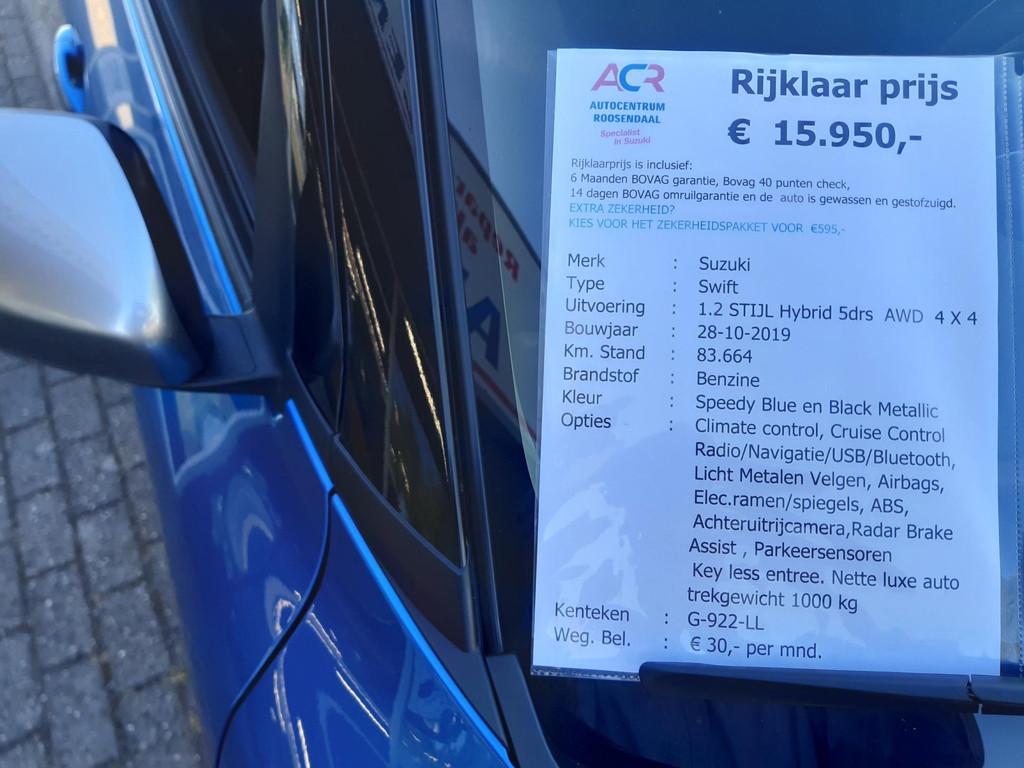 ACR
AUTOCENTRUM
ROOSENDAAL
Specialist
in Suzuki
Rijklaar prijs
€ 15.950,-
Rijklaarprijs is inclusief:
6 Maanden BOVAG garantie, Bovag 40 punten check,
14 dagen BOVAG omruilgarantie en de auto is gewassen en gestofzuigd.
EXTRA ZEKERHEID?
KIES VOOR HET ZEKERHEIDSPAKKET VOOR €595,-
Merk : Suzuki
Type : Swift
Uitvoering : 1.2 STIJL Hybrid 5drs AWD 4 X 4
Bouwjaar : 28-10-2019
Km. Stand : 83.664
Brandstof : Benzine
Kleur : Speedy Blue en Black Metallic
Opties : Climate control, Cruise Control
Radio/Navigatie/USB/Bluetooth,
Licht Metalen Velgen, Airbags,
Elec.ramen/spiegels, ABS,
Achteruitrijcamera,Radar Brake
Assist , Parkeersensoren
Key less entree. Nette luxe auto
trekgewicht 1000 kg
Kenteken : G-922-LL
Weg. Bel. : € 30,- per mnd.